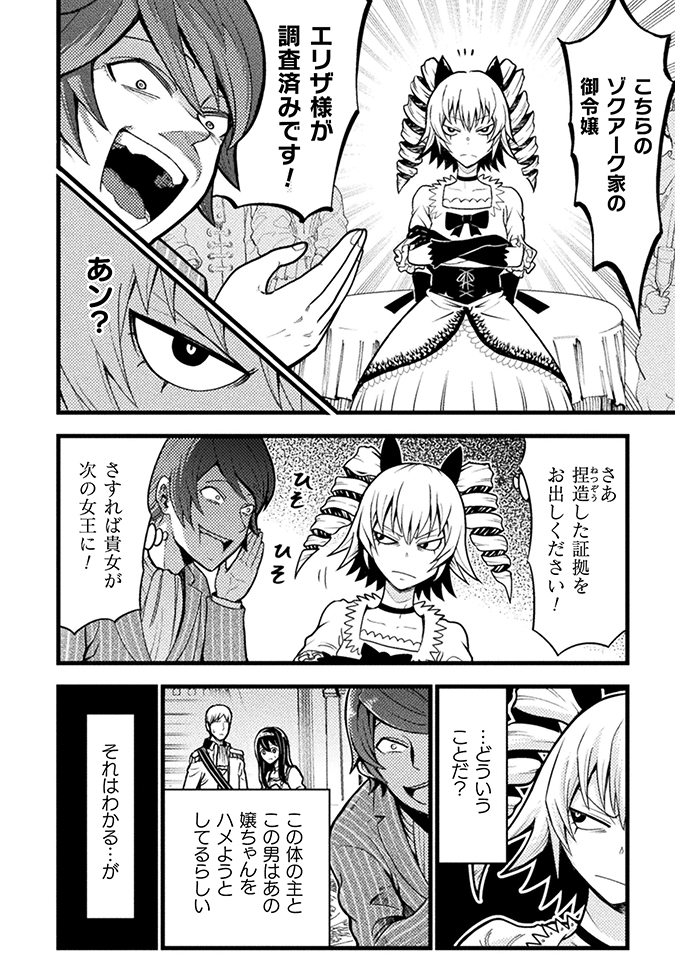 こちらの
ゾクアーク家の
御令嬢
エリザ様が
調査済みです！
あン？
さあ
捏造した証拠を
ねつぞう
お出しください！
ひそ
ひそ
さすれば貴女が
次の女王に！
…どういう
ことだ？
この体の主と
この男はあの
嬢ちゃんを
ハメようと
してるらしい
それはわかる…が